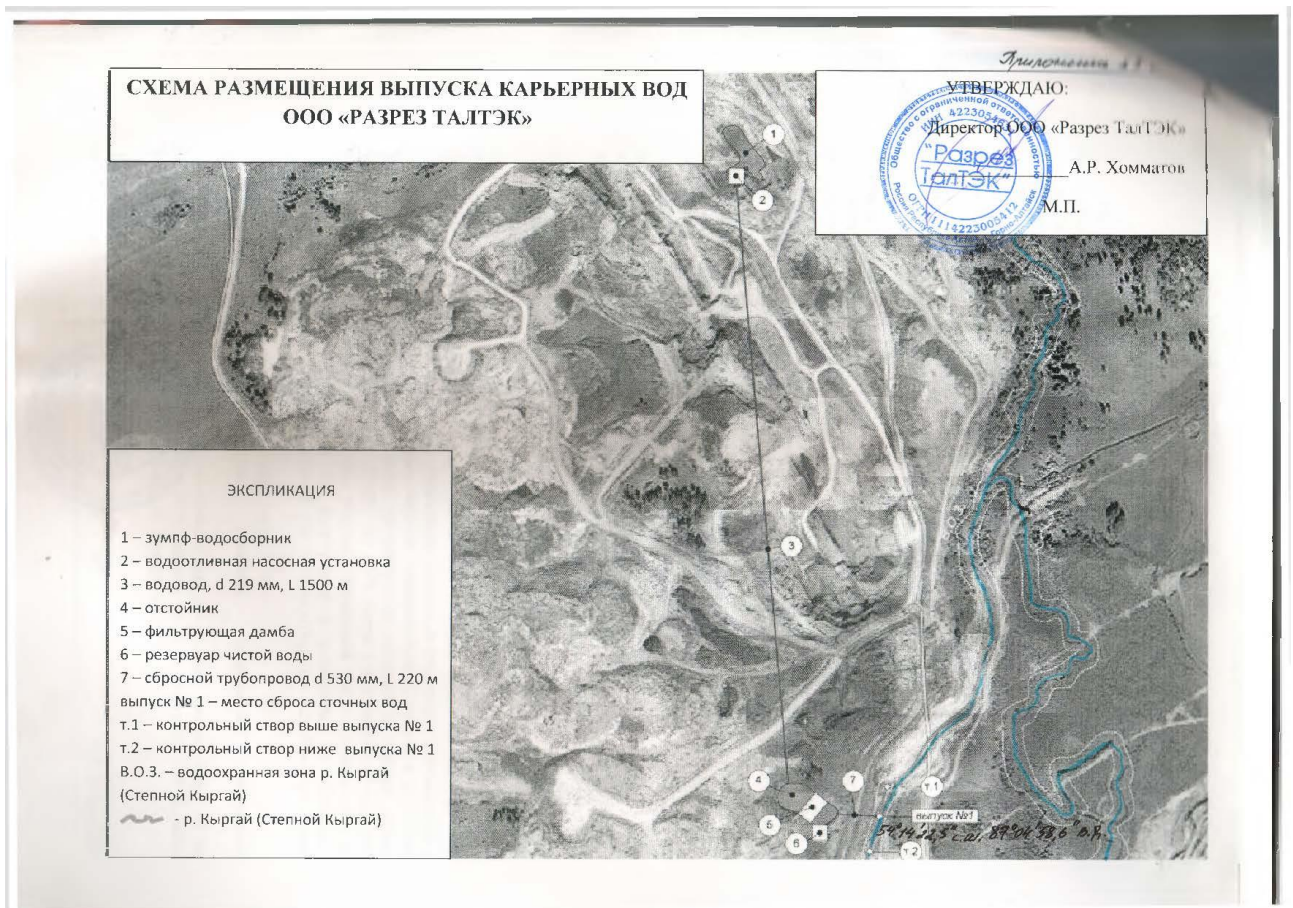 Приложение
СХЕМА РАЗМЕЩЕНИЯ ВЫПУСКА КАРЬЕРНЫХ ВОД
ООО «РАЗРЕЗ ТАЛТЭК»
УТВЕРЖДАЮ:
Директор ООО «Разрез ТалТЭК»
А.Р. Хомматов
М.П.
Общество с ограниченной ответственностью
"Разрез
ТалТЭК"
ОГРН1114223005412
1
2
3
ЭКСПЛИКАЦИЯ
1 – зумпф-водосборник
2 – водоотливная насосная установка
3 – водовод, d 219 мм, L 1500 м
4 – отстойник
5 – фильтрующая дамба
6 – резервуар чистой воды
7 – сбросной трубопровод d 530 мм, L 220 м
выпуск № 1 – место сброса сточных вод
т.1 – контрольный створ выше выпуска № 1
т.2 – контрольный створ ниже выпуска № 1
В.О.З. – водоохранная зона р. Кыргай
(Степной Кыргай)
- р. Кыргай (Степной Кыргай)
4
7
т.1
5
выпуск №1
6
т.2